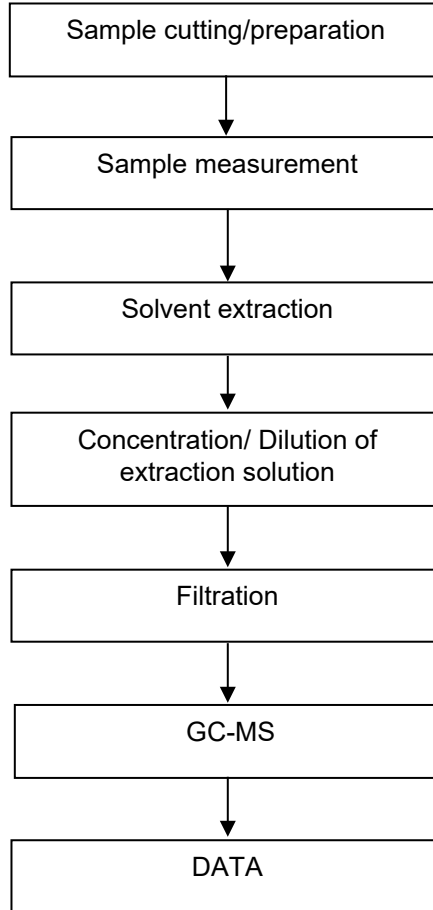 Sample cutting/preparation
Sample measurement
Solvent extraction
Concentration/ Dilution of
extraction solution
Filtration
GC-MS
DATA